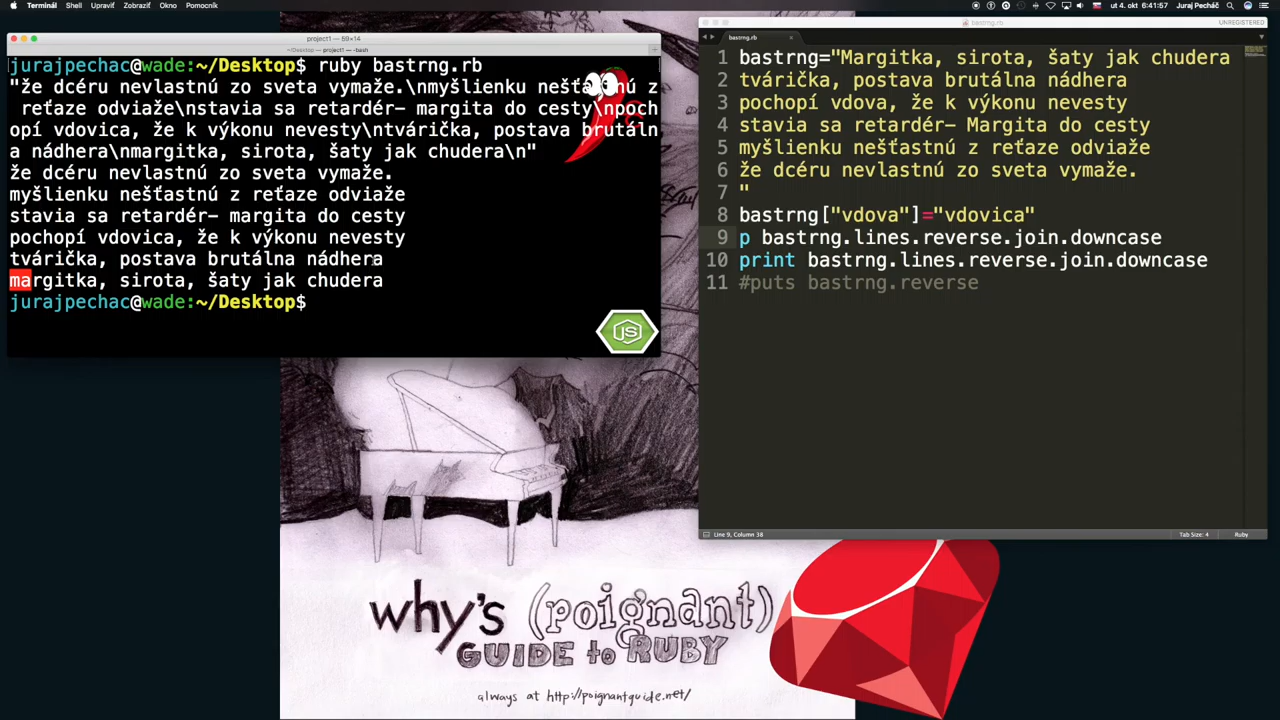 Terminál Shell Upraviť Zobraziť Okno Pomocník
ut 4. okt 6:41:57 Juraj Pecháč
project1 — 59×14
~/Desktop — project1 — -bash
jurajpechac@wade:~/Desktop$ ruby bastrng.rb
"že dcéru nevlastnú zo sveta vymaže.\nmyšlienku nešťastnú z
 reťaze odviaže\nstavia sa retardér- margita do cesty\npoch
opí vdovica, že k výkonu nevesty\ntvárička, postava brutáln
a nádhera\nmargitka, sirota, šaty jak chudera\n"
že dcéru nevlastnú zo sveta vymaže.
myšlienku nešťastnú z reťaze odviaže
stavia sa retardér- margita do cesty
pochopí vdovica, že k výkonu nevesty
tvárička, postava brutálna nádhera
margitka, sirota, šaty jak chudera
jurajpechac@wade:~/Desktop$
JS
bastrng.rb
UNREGISTERED
bastrng.rb
1 bastrng="Margitka, sirota, šaty jak chudera
2 tvárička, postava brutálna nádhera
3 pochopí vdova, že k výkonu nevesty
4 stavia sa retardér- Margita do cesty
5 myšlienku nešťastnú z reťaze odviaže
6 že dcéru nevlastnú zo sveta vymaže.
7 "
8 bastrng["vdova"]="vdovica"
9 p bastrng.lines.reverse.join.downcase
10 print bastrng.lines.reverse.join.downcase
11 #puts bastrng.reverse
Line 9, Column 38
Tab Size: 4
Ruby
why's (poignant)
GUIDE to RUBY
always at http://poignantguide.net/